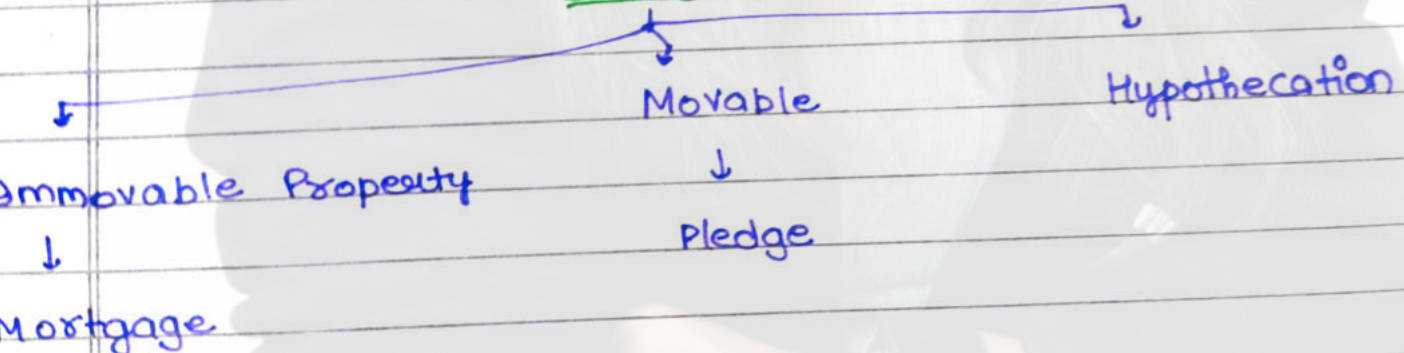 Movable
Hypothecation
Immovable Property
Pledge
Mortgage